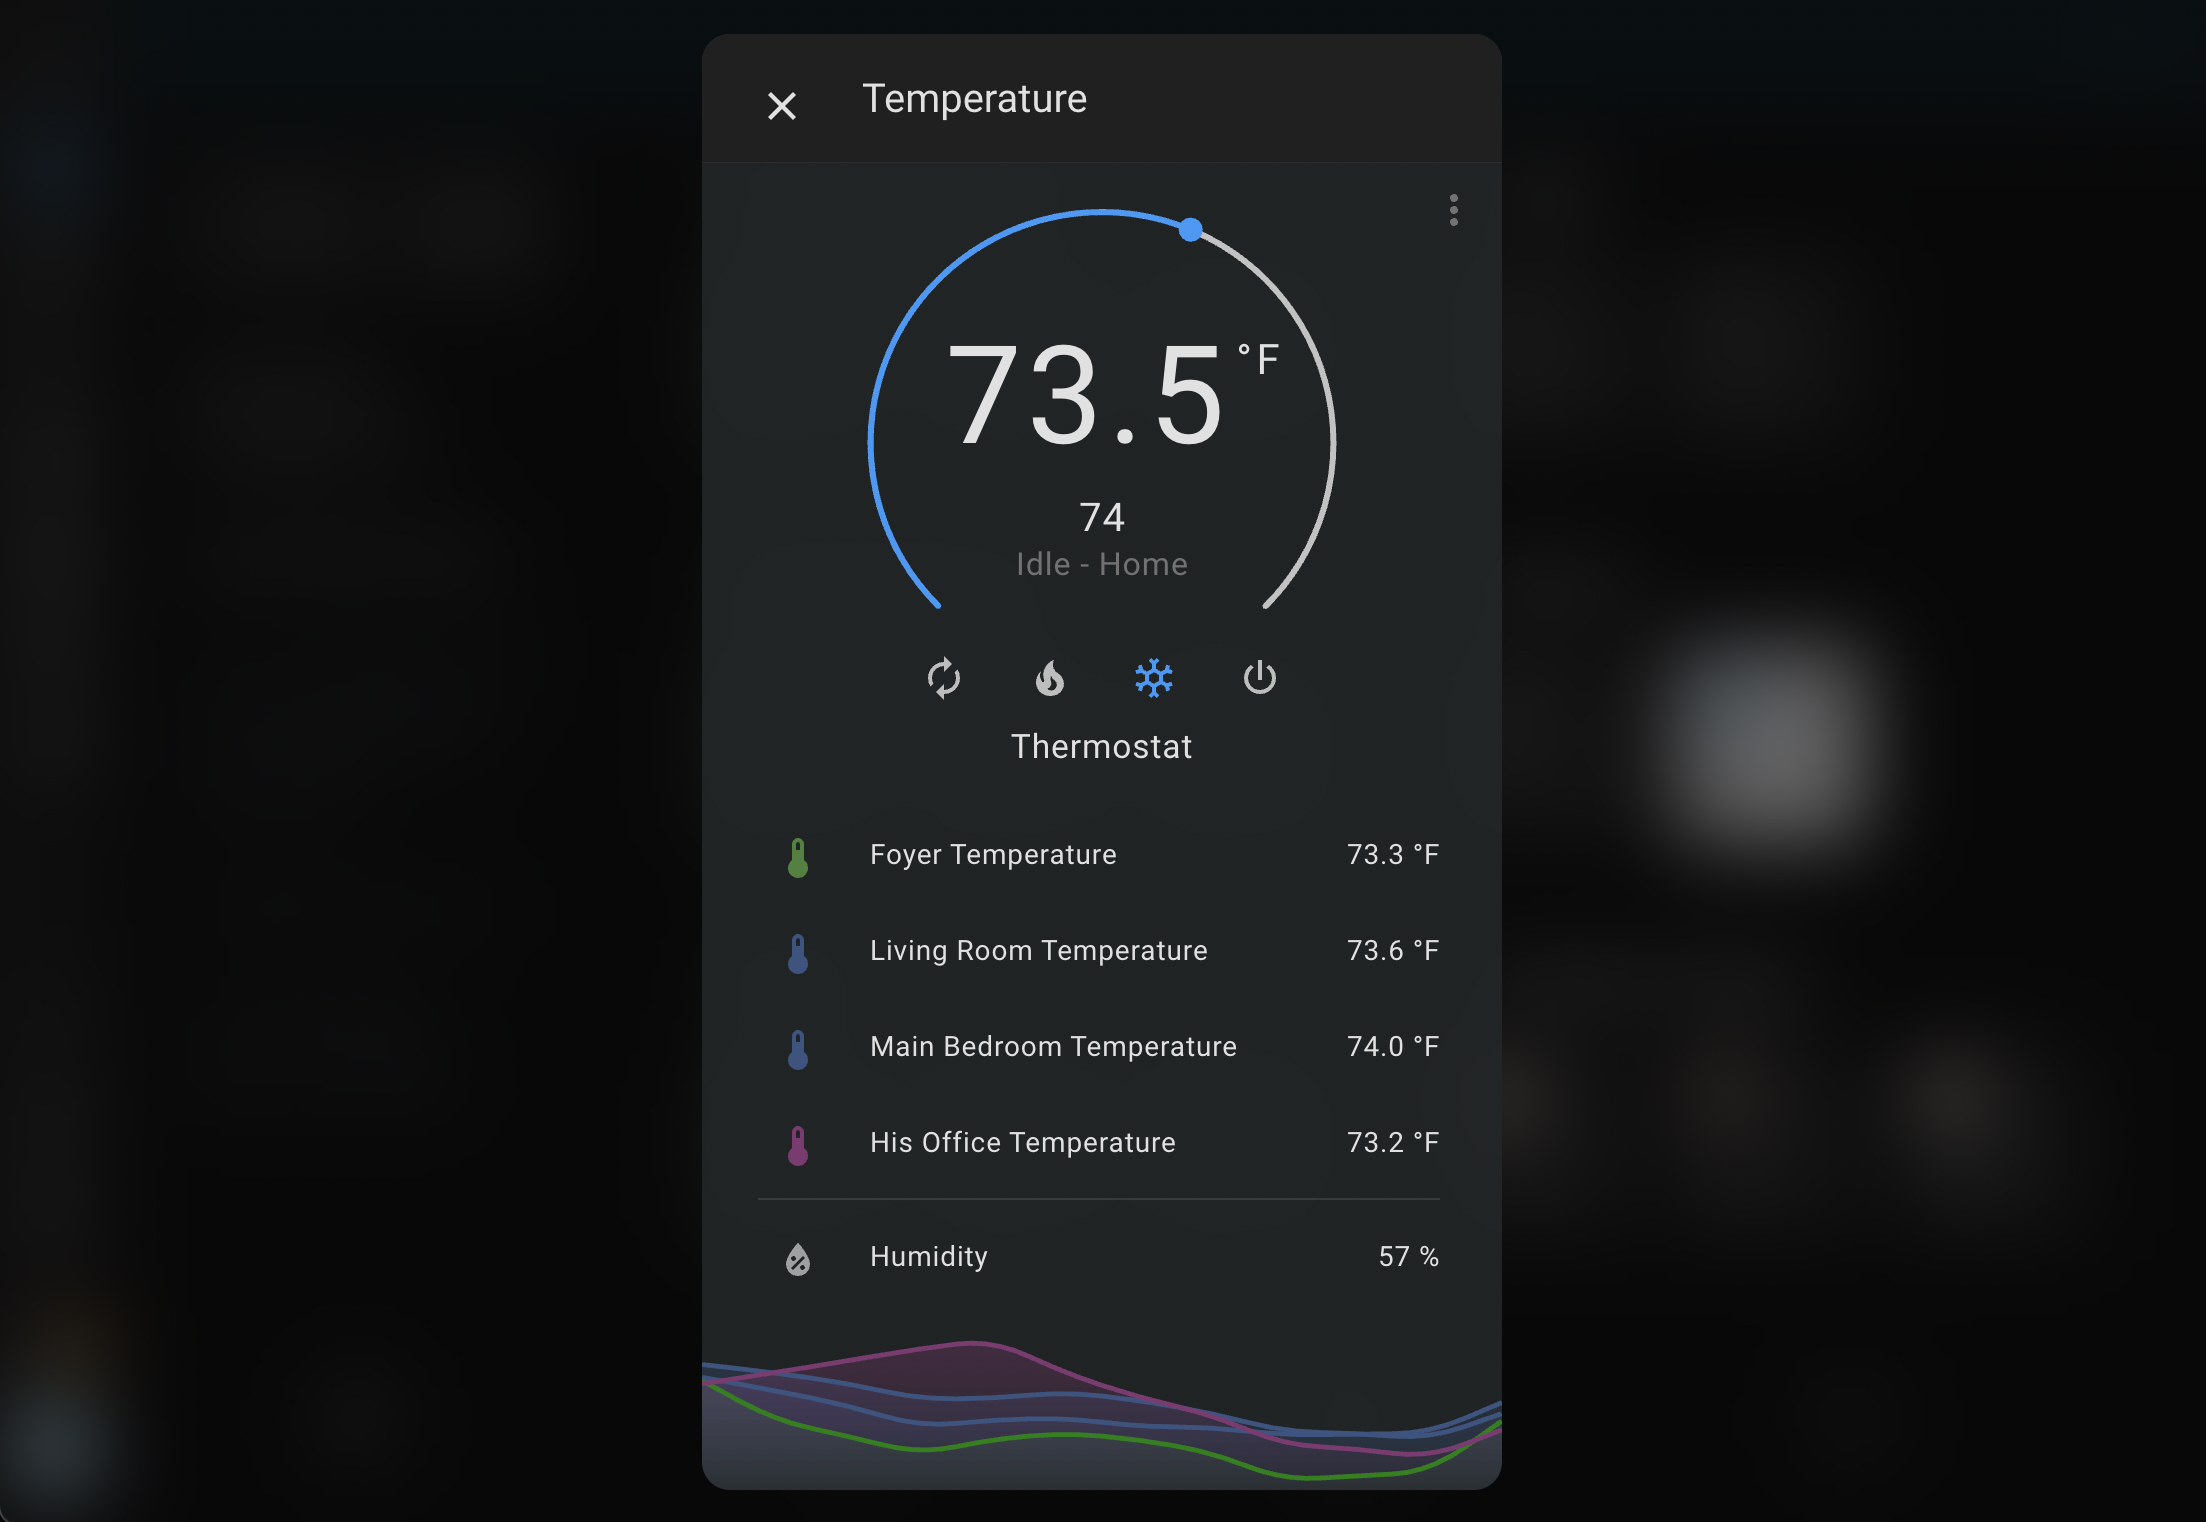 Temperature
73.5 °F
74
Idle - Home
Thermostat
Foyer Temperature 73.3 °F
Living Room Temperature 73.6 °F
Main Bedroom Temperature 74.0 °F
His Office Temperature 73.2 °F
Humidity 57 %